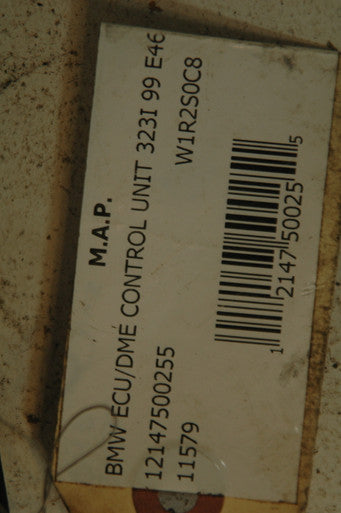 M.A.P.
BMW ECU/DME CONTROL UNIT 323I 99 E46
12147500255 W1R2S0C8
11579
1 2147 50025 5